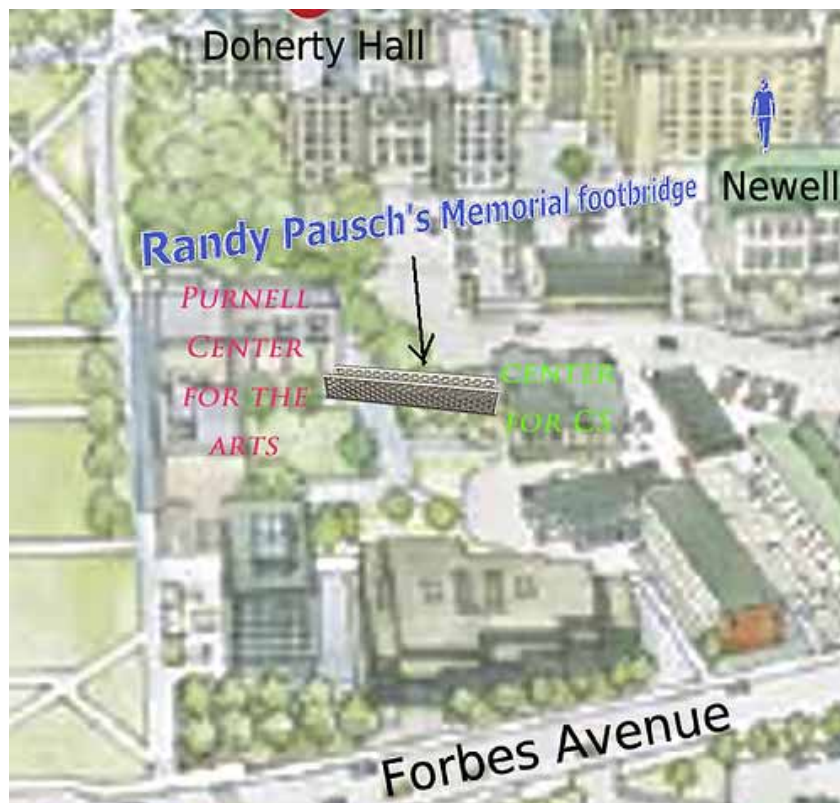 Doherty Hall
Newell
Randy Pausch's Memorial footbridge
PURNELL
CENTER
FOR THE
ARTS
CENTER
FOR CS
Forbes Avenue